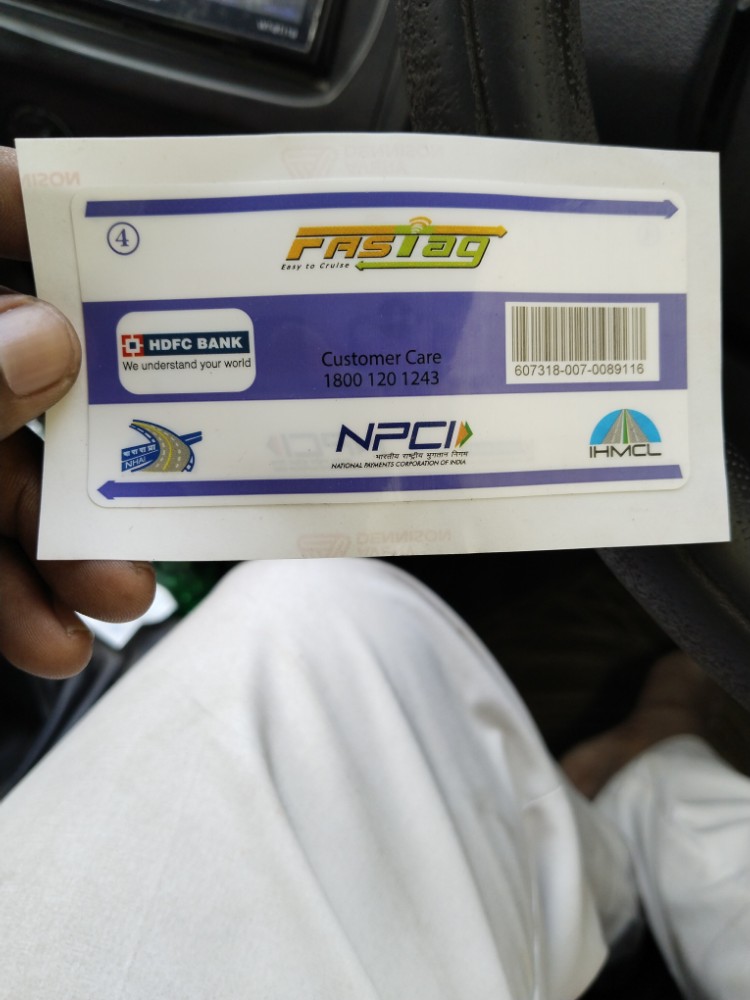 4
FASTag
Easy to Cruise
HDFC BANK
We understand your world
Customer Care
1800 120 1243
607318-007-0089116
भा रा रा प्रा
NHAI
NPCI
भारतीय राष्ट्रीय भुगतान निगम
NATIONAL PAYMENTS CORPORATION OF INDIA
IHMCL